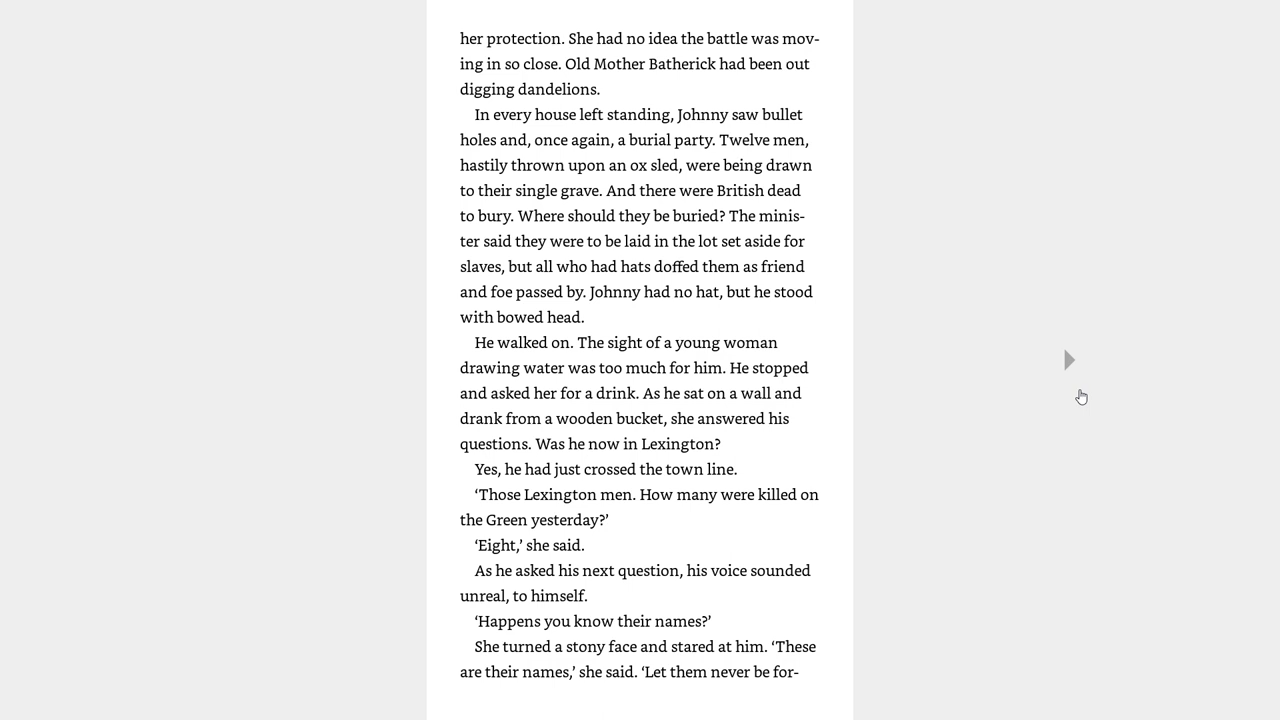 her protection. She had no idea the battle was mov-
ing in so close. Old Mother Batherick had been out
digging dandelions.
In every house left standing, Johnny saw bullet
holes and, once again, a burial party. Twelve men,
hastily thrown upon an ox sled, were being drawn
to their single grave. And there were British dead
to bury. Where should they be buried? The minis-
ter said they were to be laid in the lot set aside for
slaves, but all who had hats doffed them as friend
and foe passed by. Johnny had no hat, but he stood
with bowed head.
He walked on. The sight of a young woman
drawing water was too much for him. He stopped
and asked her for a drink. As he sat on a wall and
drank from a wooden bucket, she answered his
questions. Was he now in Lexington?
Yes, he had just crossed the town line.
‘Those Lexington men. How many were killed on
the Green yesterday?’
‘Eight,’ she said.
As he asked his next question, his voice sounded
unreal, to himself.
‘Happens you know their names?’
She turned a stony face and stared at him. ‘These
are their names,’ she said. ‘Let them never be for-